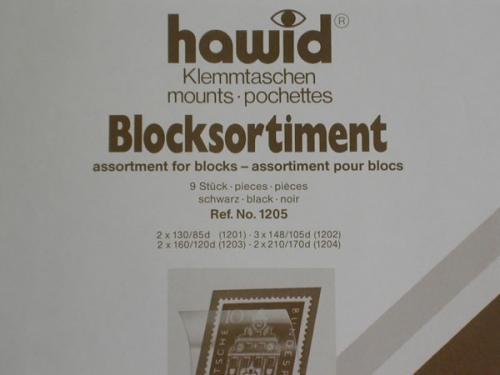 hawid®
Klemmtaschen
mounts · pochettes
Blocksortiment
assortment for blocks – assortiment pour blocs
9 Stück · pieces · pièces
schwarz · black · noir
Ref. No. 1205
2 x 130/85d (1201) · 3 x 148/105d (1202)
2 x 160/120d (1203) · 2 x 210/170d (1204)
10